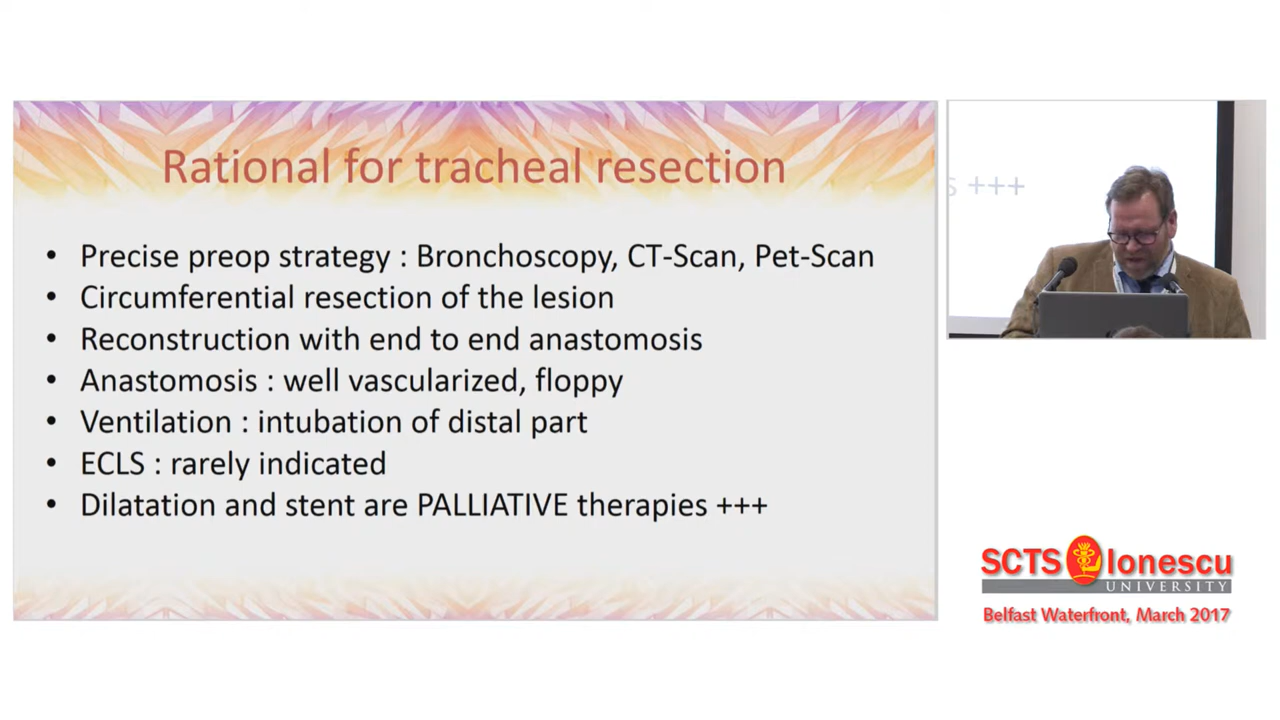 Rational for tracheal resection
• Precise preop strategy : Bronchoscopy, CT-Scan, Pet-Scan
• Circumferential resection of the lesion
• Reconstruction with end to end anastomosis
• Anastomosis : well vascularized, floppy
• Ventilation : intubation of distal part
• ECLS : rarely indicated
• Dilatation and stent are PALLIATIVE therapies +++
s +++
SCTS Ionescu
UNIVERSITY
Belfast Waterfront, March 2017